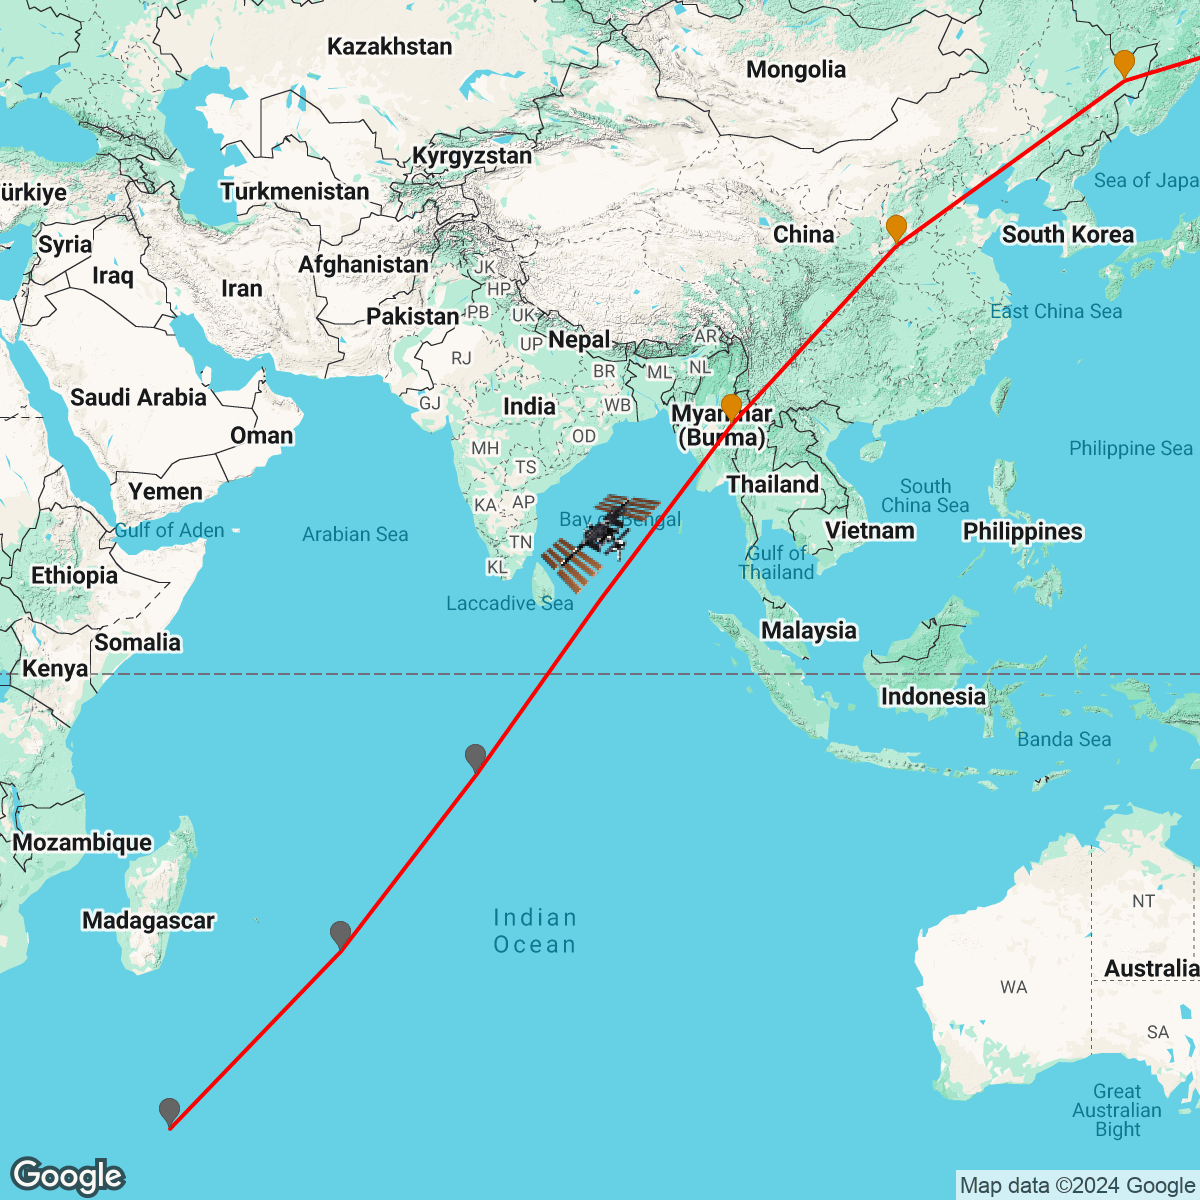 Kazakhstan
Mongolia
Kyrgyzstan
Sea of Japa
Turkmenistan
ürkiye
Syria
China
South Korea
Afghanistan
JK
Iraq
HP
Iran
Pakistan
PB
UK
East China Sea
UP
Nepal
AR
RJ
BR
ML
NL
Saudi Arabia
GJ
India
WB
Myanmar
(Burma)
Oman
OD
MH
Philippine Sea
TS
Yemen
Thailand
South
China Sea
KA
AP
Bay of Bengal
Gulf of Aden
Arabian Sea
TN
Vietnam
Philippines
Gulf of
Thailand
KL
Ethiopia
Laccadive Sea
Malaysia
Somalia
Kenya
Indonesia
Banda Sea
Mozambique
Madagascar
Indian
Ocean
NT
Australia
WA
SA
Great
Australian
Bight
Google
Map data ©2024 Google